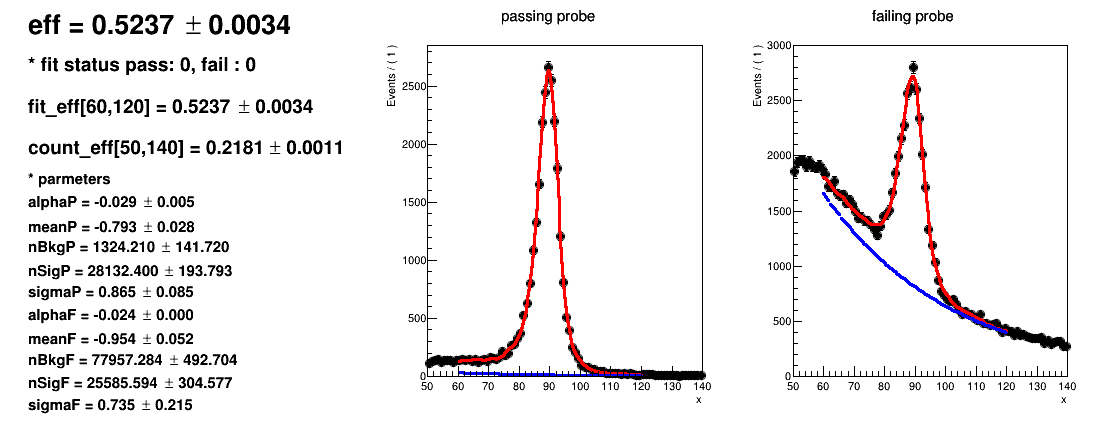 eff = 0.5237 ± 0.0034
* fit status pass: 0, fail : 0
fit_eff[60,120] = 0.5237 ± 0.0034
count_eff[50,140] = 0.2181 ± 0.0011
* parmeters
alphaP = -0.029 ± 0.005
meanP = -0.793 ± 0.028
nBkgP = 1324.210 ± 141.720
nSigP = 28132.400 ± 193.793
sigmaP = 0.865 ± 0.085
alphaF = -0.024 ± 0.000
meanF = -0.954 ± 0.052
nBkgF = 77957.284 ± 492.704
nSigF = 25585.594 ± 304.577
sigmaF = 0.735 ± 0.215
passing probe
Events / ( 1 )
2500
2000
1500
1000
500
0
50 60 70 80 90 100 110 120 130 140
x
failing probe
Events / ( 1 )
3000
2500
2000
1500
1000
500
0
50 60 70 80 90 100 110 120 130 140
x